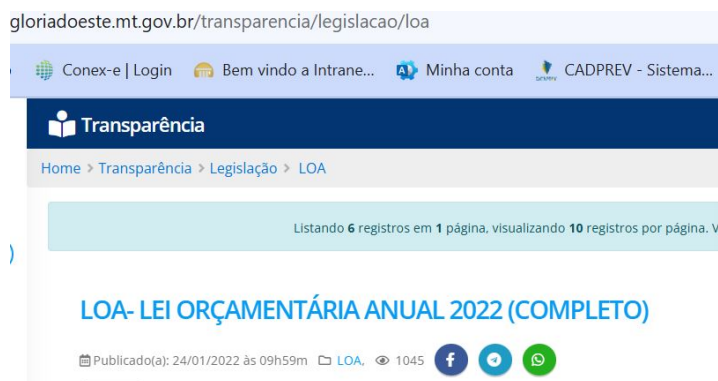 gloriadoeste.mt.gov.br/transparencia/legislacao/loa
Conex-e | Login Bem vindo a Intrane... Minha conta CADPREV - Sistema...
Transparência
Home > Transparência > Legislação > LOA
Listando 6 registros em 1 página, visualizando 10 registros por página. V
LOA- LEI ORÇAMENTÁRIA ANUAL 2022 (COMPLETO)
Publicado(a): 24/01/2022 às 09h59m LOA, 1045